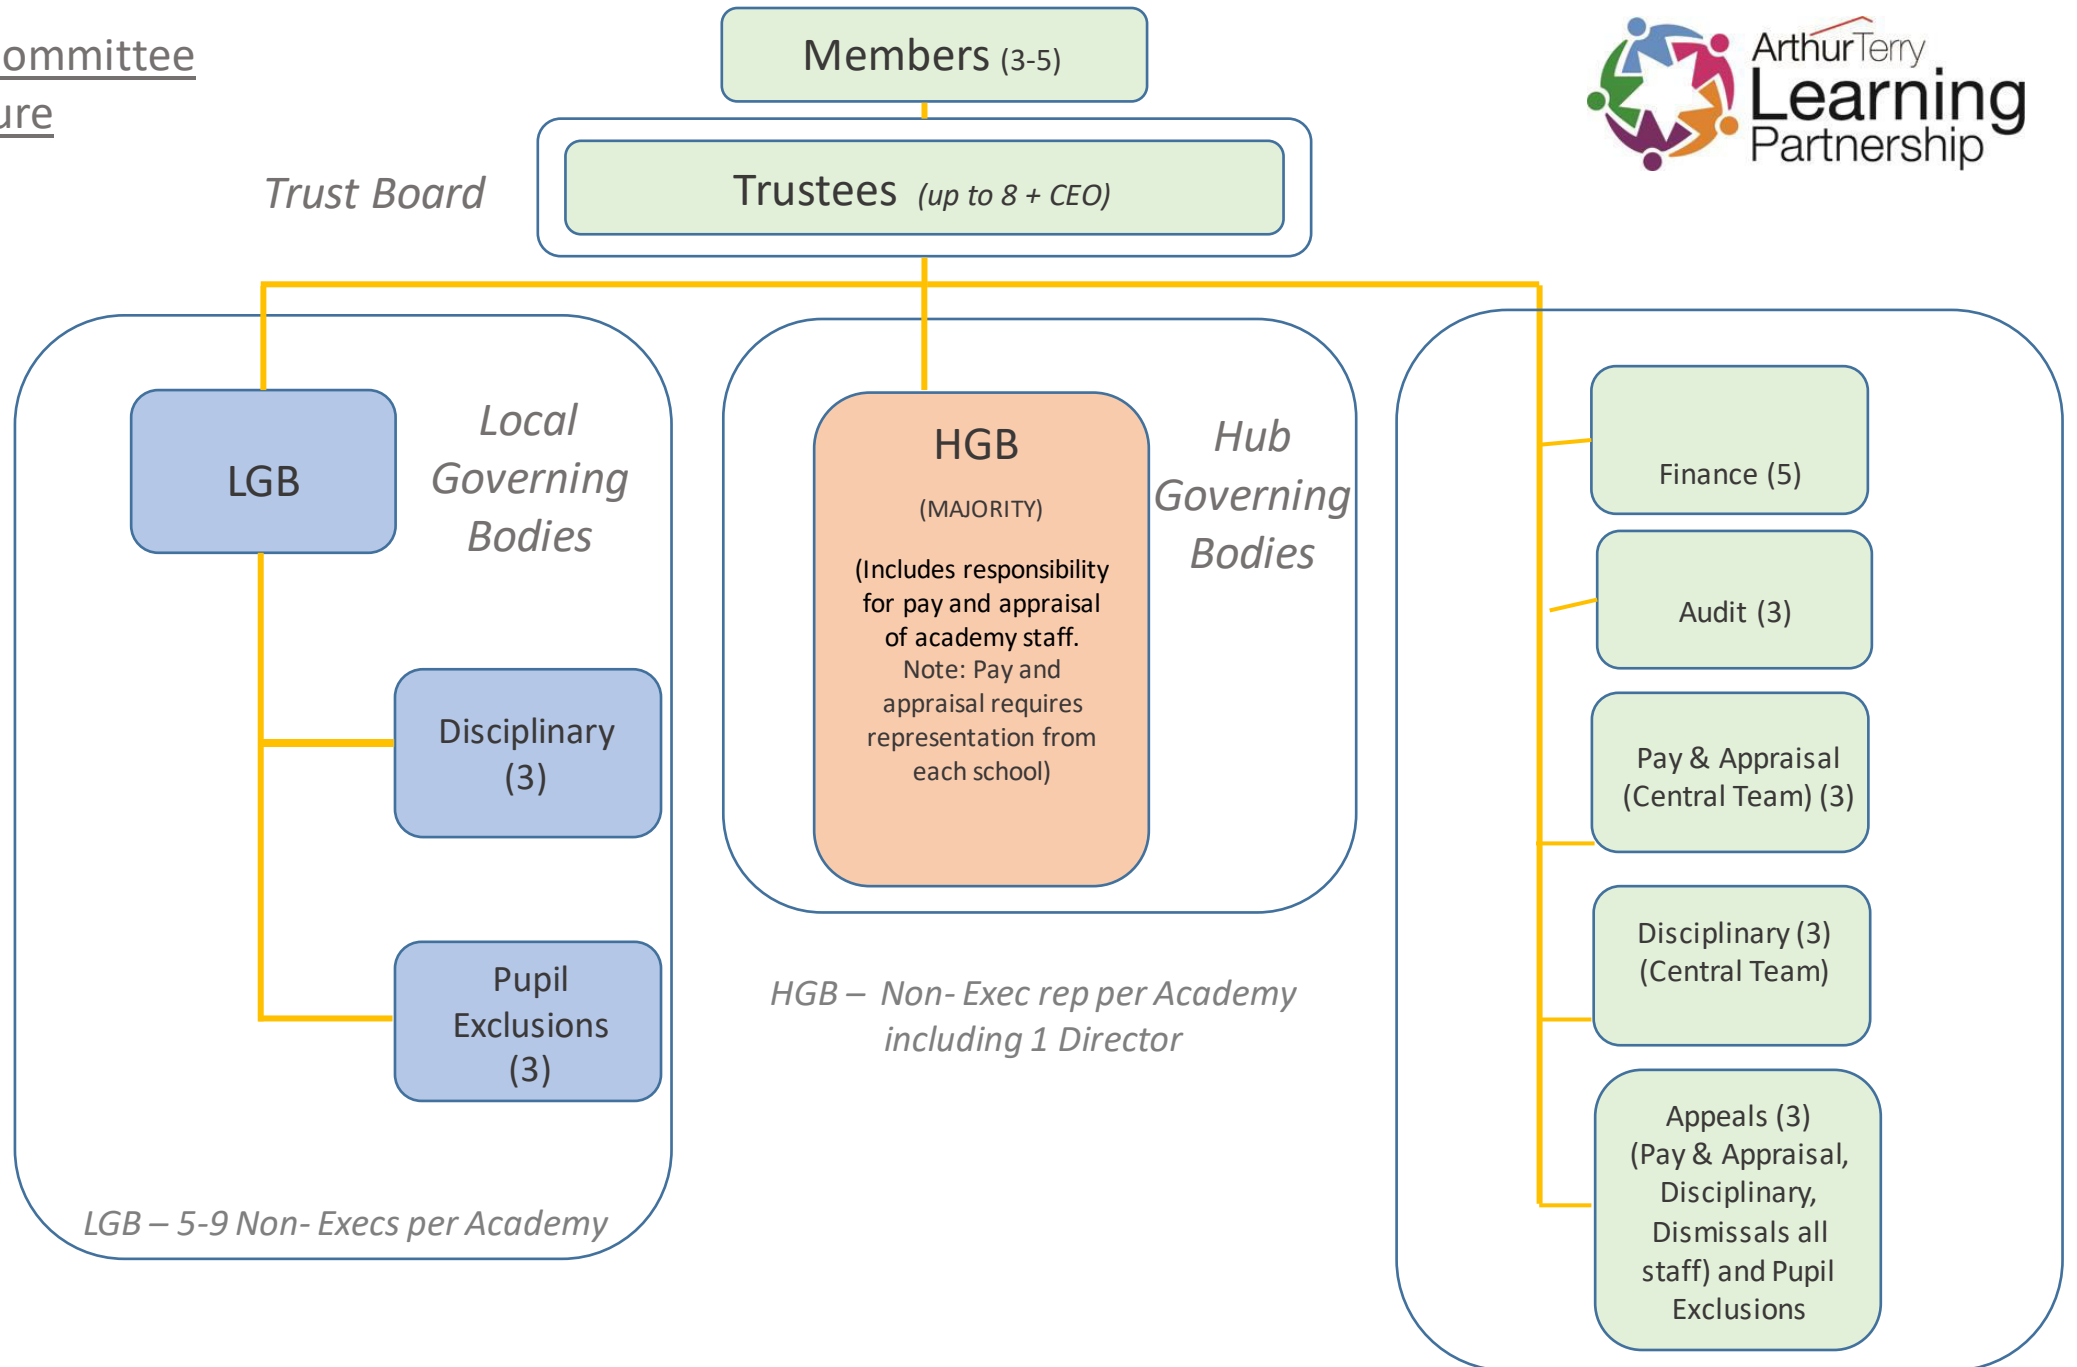 ommittee
ure
Members (3-5)
ArthurTerry
Learning
Partnership
Trust Board
Trustees (up to 8 + CEO)
LGB
Local
Governing
Bodies
Disciplinary
(3)
Pupil
Exclusions
(3)
LGB – 5-9 Non- Execs per Academy
HGB
(MAJORITY)
(Includes responsibility
for pay and appraisal
of academy staff.
Note: Pay and
appraisal requires
representation from
each school)
Hub
Governing
Bodies
HGB – Non- Exec rep per Academy
including 1 Director
Finance (5)
Audit (3)
Pay & Appraisal
(Central Team) (3)
Disciplinary (3)
(Central Team)
Appeals (3)
(Pay & Appraisal,
Disciplinary,
Dismissals all
staff) and Pupil
Exclusions